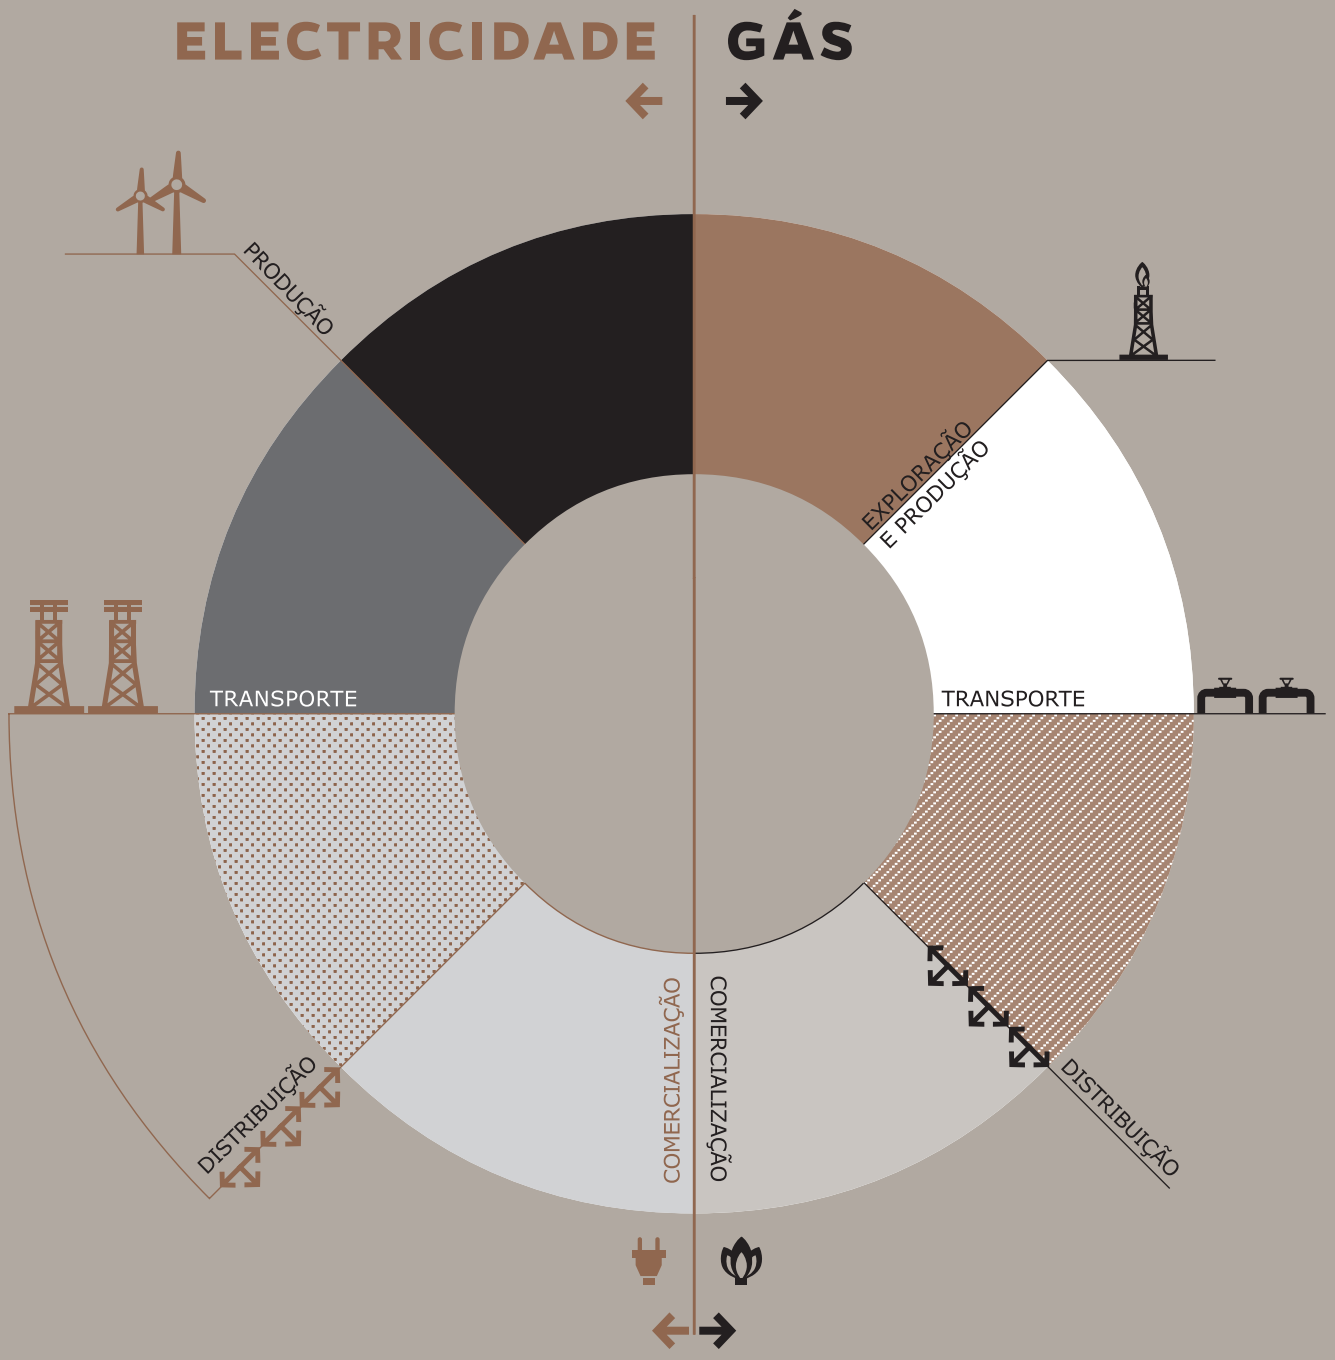 ELECTRICIDADE
GÁS
PRODUÇÃO
EXPLORAÇÃO
E PRODUÇÃO
TRANSPORTE
TRANSPORTE
DISTRIBUIÇÃO
COMERCIALIZAÇÃO
COMERCIALIZAÇÃO
DISTRIBUIÇÃO